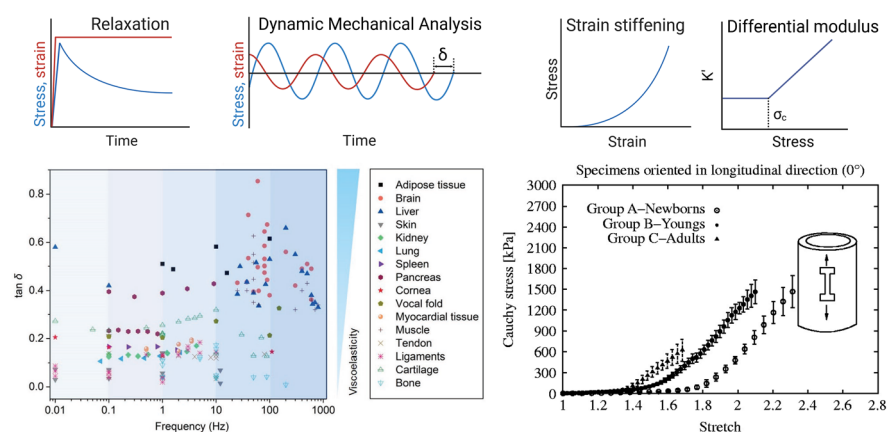 Relaxation
Stress, strain
Time
Dynamic Mechanical Analysis
Stress, strain
δ
Time
Strain stiffening
Stress
Strain
Differential modulus
K'
σc
Stress
tan δ
0.8
0.6
0.4
0.2
0.0
0.01
0.1
1
10
100
1000
Frequency (Hz)
Viscoelasticity
Adipose tissue
Brain
Liver
Skin
Kidney
Lung
Spleen
Pancreas
Cornea
Vocal fold
Myocardial tissue
Muscle
Tendon
Ligaments
Cartilage
Bone
Specimens oriented in longitudinal direction (0°)
Cauchy stress [kPa]
3000
2700
2400
2100
1800
1500
1200
900
600
300
0
Group A–Newborns
Group B–Youngs
Group C–Adults
1
1.2
1.4
1.6
1.8
2
2.2
2.4
2.6
2.8
Stretch